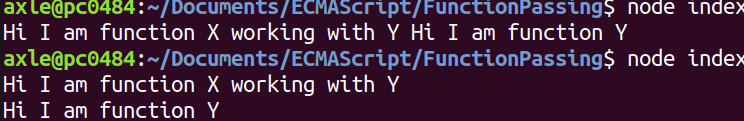 axle@pc0484:~/Documents/ECMAScript/FunctionPassing$ node index
Hi I am function X working with Y Hi I am function Y
axle@pc0484:~/Documents/ECMAScript/FunctionPassing$ node index
Hi I am function X working with Y
Hi I am function Y